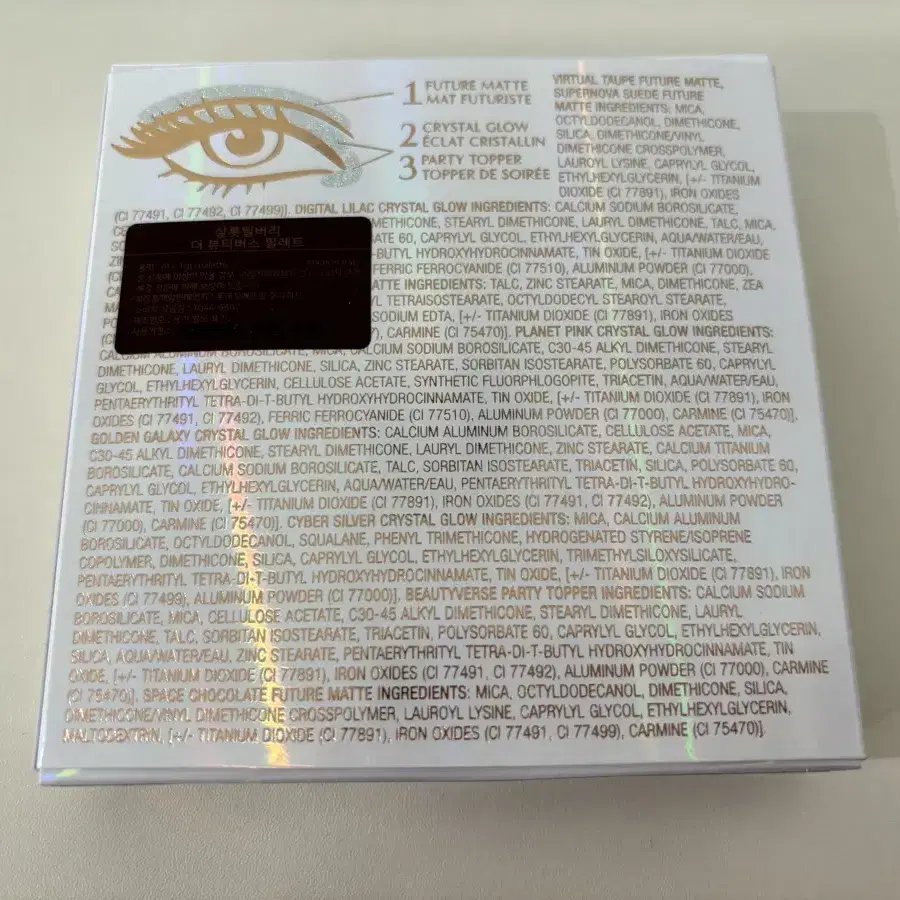 1 FUTURE MATTE
MAT FUTURISTE
2 CRYSTAL GLOW
ÉCLAT CRISTALLIN
3 PARTY TOPPER
TOPPER DE SOIRÉE
VIRTUAL TAUPE FUTURE MATTE,
SUPERNOVA SUEDE FUTURE
MATTE INGREDIENTS: MICA,
OCTYLDODECANOL, DIMETHICONE,
SILICA, DIMETHICONE/VINYL
DIMETHICONE CROSSPOLYMER,
LAUROYL LYSINE, CAPRYLYL GLYCOL,
ETHYLHEXYLGLYCERIN, [+/- TITANIUM
DIOXIDE (CI 77891), IRON OXIDES
(CI 77491, CI 77492, CI 77499)]. DIGITAL LILAC CRYSTAL GLOW INGREDIENTS: CALCIUM SODIUM BOROSILICATE,
DIMETHICONE, STEARYL DIMETHICONE, LAURYL DIMETHICONE, TALC, MICA,
60, CAPRYLYL GLYCOL, ETHYLHEXYLGLYCERIN, AQUA/WATER/EAU,
BUTYL HYDROXYHYDROCINNAMATE, TIN OXIDE, [+/- TITANIUM
FERRIC FERROCYANIDE (CI 77510), ALUMINUM POWDER (CI 77000),
INGREDIENTS: TALC, ZINC STEARATE, MICA, DIMETHICONE, ZEA
TETRAISOSTEARATE, OCTYLDODECYL STEAROYL STEARATE,
SODIUM EDTA, [+/- TITANIUM DIOXIDE (CI 77891), IRON OXIDES
CARMINE (CI 75470)]. PLANET PINK CRYSTAL GLOW INGREDIENTS:
샬롯틸버리
더 뷰티버스 팔레트
CALCIUM ALUMINUM BOROSILICATE, MICA, CALCIUM SODIUM BOROSILICATE, C30-45 ALKYL DIMETHICONE, STEARYL
DIMETHICONE, LAURYL DIMETHICONE, SILICA, ZINC STEARATE, SORBITAN ISOSTEARATE, POLYSORBATE 60, CAPRYLYL
GLYCOL, ETHYLHEXYLGLYCERIN, CELLULOSE ACETATE, SYNTHETIC FLUORPHLOGOPITE, TRIACETIN, AQUA/WATER/EAU,
PENTAERYTHRITYL TETRA-DI-T-BUTYL HYDROXYHYDROCINNAMATE, TIN OXIDE, [+/- TITANIUM DIOXIDE (CI 77891), IRON
OXIDES (CI 77491, CI 77492), FERRIC FERROCYANIDE (CI 77510), ALUMINUM POWDER (CI 77000), CARMINE (CI 75470)].
GOLDEN GALAXY CRYSTAL GLOW INGREDIENTS: CALCIUM ALUMINUM BOROSILICATE, CELLULOSE ACETATE, MICA,
C30-45 ALKYL DIMETHICONE, STEARYL DIMETHICONE, LAURYL DIMETHICONE, ZINC STEARATE, CALCIUM TITANIUM
BOROSILICATE, CALCIUM SODIUM BOROSILICATE, TALC, SORBITAN ISOSTEARATE, TRIACETIN, SILICA, POLYSORBATE 60,
CAPRYLYL GLYCOL, ETHYLHEXYLGLYCERIN, AQUA/WATER/EAU, PENTAERYTHRITYL TETRA-DI-T-BUTYL HYDROXYHYDRO-
CINNAMATE, TIN OXIDE, [+/- TITANIUM DIOXIDE (CI 77891), IRON OXIDES (CI 77491, CI 77492), ALUMINUM POWDER
(CI 77000), CARMINE (CI 75470)]. CYBER SILVER CRYSTAL GLOW INGREDIENTS: MICA, CALCIUM ALUMINUM
BOROSILICATE, OCTYLDODECANOL, SQUALANE, PHENYL TRIMETHICONE, HYDROGENATED STYRENE/ISOPRENE
COPOLYMER, DIMETHICONE, SILICA, CAPRYLYL GLYCOL, ETHYLHEXYLGLYCERIN, TRIMETHYLSILOXYSILICATE,
PENTAERYTHRITYL TETRA-DI-T-BUTYL HYDROXYHYDROCINNAMATE, TIN OXIDE, [+/- TITANIUM DIOXIDE (CI 77891), IRON
OXIDES (CI 77499), ALUMINUM POWDER (CI 77000)]. BEAUTYVERSE PARTY TOPPER INGREDIENTS: CALCIUM SODIUM
BOROSILICATE, MICA, CELLULOSE ACETATE, C30-45 ALKYL DIMETHICONE, STEARYL DIMETHICONE, LAURYL
DIMETHICONE, TALC, SORBITAN ISOSTEARATE, TRIACETIN, POLYSORBATE 60, CAPRYLYL GLYCOL, ETHYLHEXYLGLYCERIN,
SILICA, AQUA/WATER/EAU, ZINC STEARATE, PENTAERYTHRITYL TETRA-DI-T-BUTYL HYDROXYHYDROCINNAMATE, TIN
OXIDE, [+/- TITANIUM DIOXIDE (CI 77891), IRON OXIDES (CI 77491, CI 77492), ALUMINUM POWDER (CI 77000), CARMINE
(CI 75470)]. SPACE CHOCOLATE FUTURE MATTE INGREDIENTS: MICA, OCTYLDODECANOL, DIMETHICONE, SILICA,
DIMETHICONE/VINYL DIMETHICONE CROSSPOLYMER, LAUROYL LYSINE, CAPRYLYL GLYCOL, ETHYLHEXYLGLYCERIN,
MALTODEXTRIN, [+/- TITANIUM DIOXIDE (CI 77891), IRON OXIDES (CI 77491, CI 77499), CARMINE (CI 75470)].